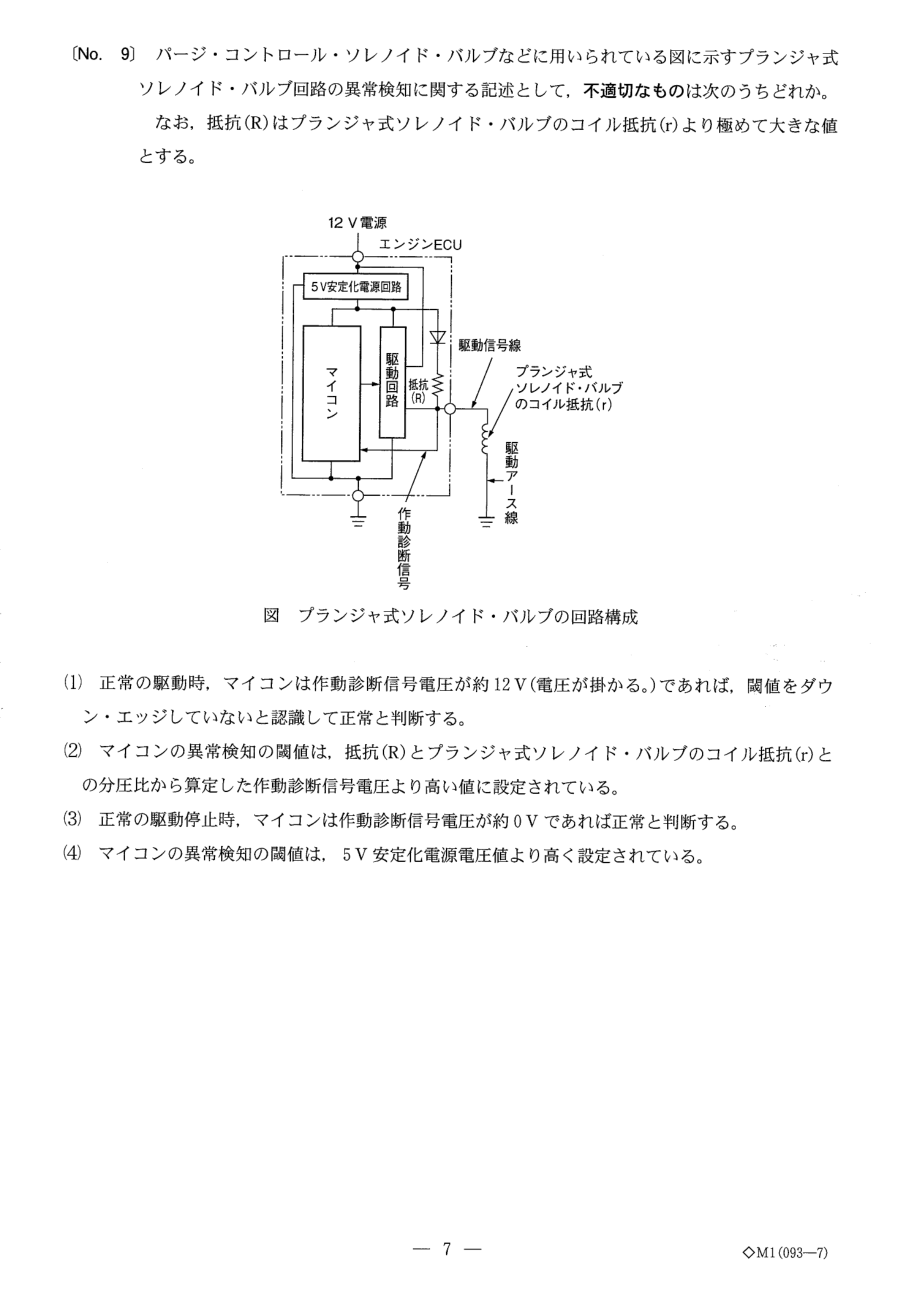 〔No. 9〕 パージ・コントロール・ソレノイド・バルブなどに用いられている図に示すプランジャ式
ソレノイド・バルブ回路の異常検知に関する記述として，不適切なものは次のうちどれか。
なお，抵抗(R)はプランジャ式ソレノイド・バルブのコイル抵抗(r)より極めて大きな値
とする。
12 V電源
エンジンECU
5V安定化電源回路
マイコン
駆動回路
抵抗
(R)
駆動信号線
プランジャ式
ソレノイド・バルブ
のコイル抵抗(r)
駆動アース線
作動診断信号
図 プランジャ式ソレノイド・バルブの回路構成
(1) 正常の駆動時，マイコンは作動診断信号電圧が約 12 V(電圧が掛かる。)であれば，閾値をダウ
ン・エッジしていないと認識して正常と判断する。
(2) マイコンの異常検知の閾値は，抵抗(R)とプランジャ式ソレノイド・バルブのコイル抵抗(r)と
の分圧比から算定した作動診断信号電圧より高い値に設定されている。
(3) 正常の駆動停止時，マイコンは作動診断信号電圧が約 0 V であれば正常と判断する。
(4) マイコンの異常検知の閾値は，5 V 安定化電源電圧値より高く設定されている。
— 7 —
◇M1(093—7)